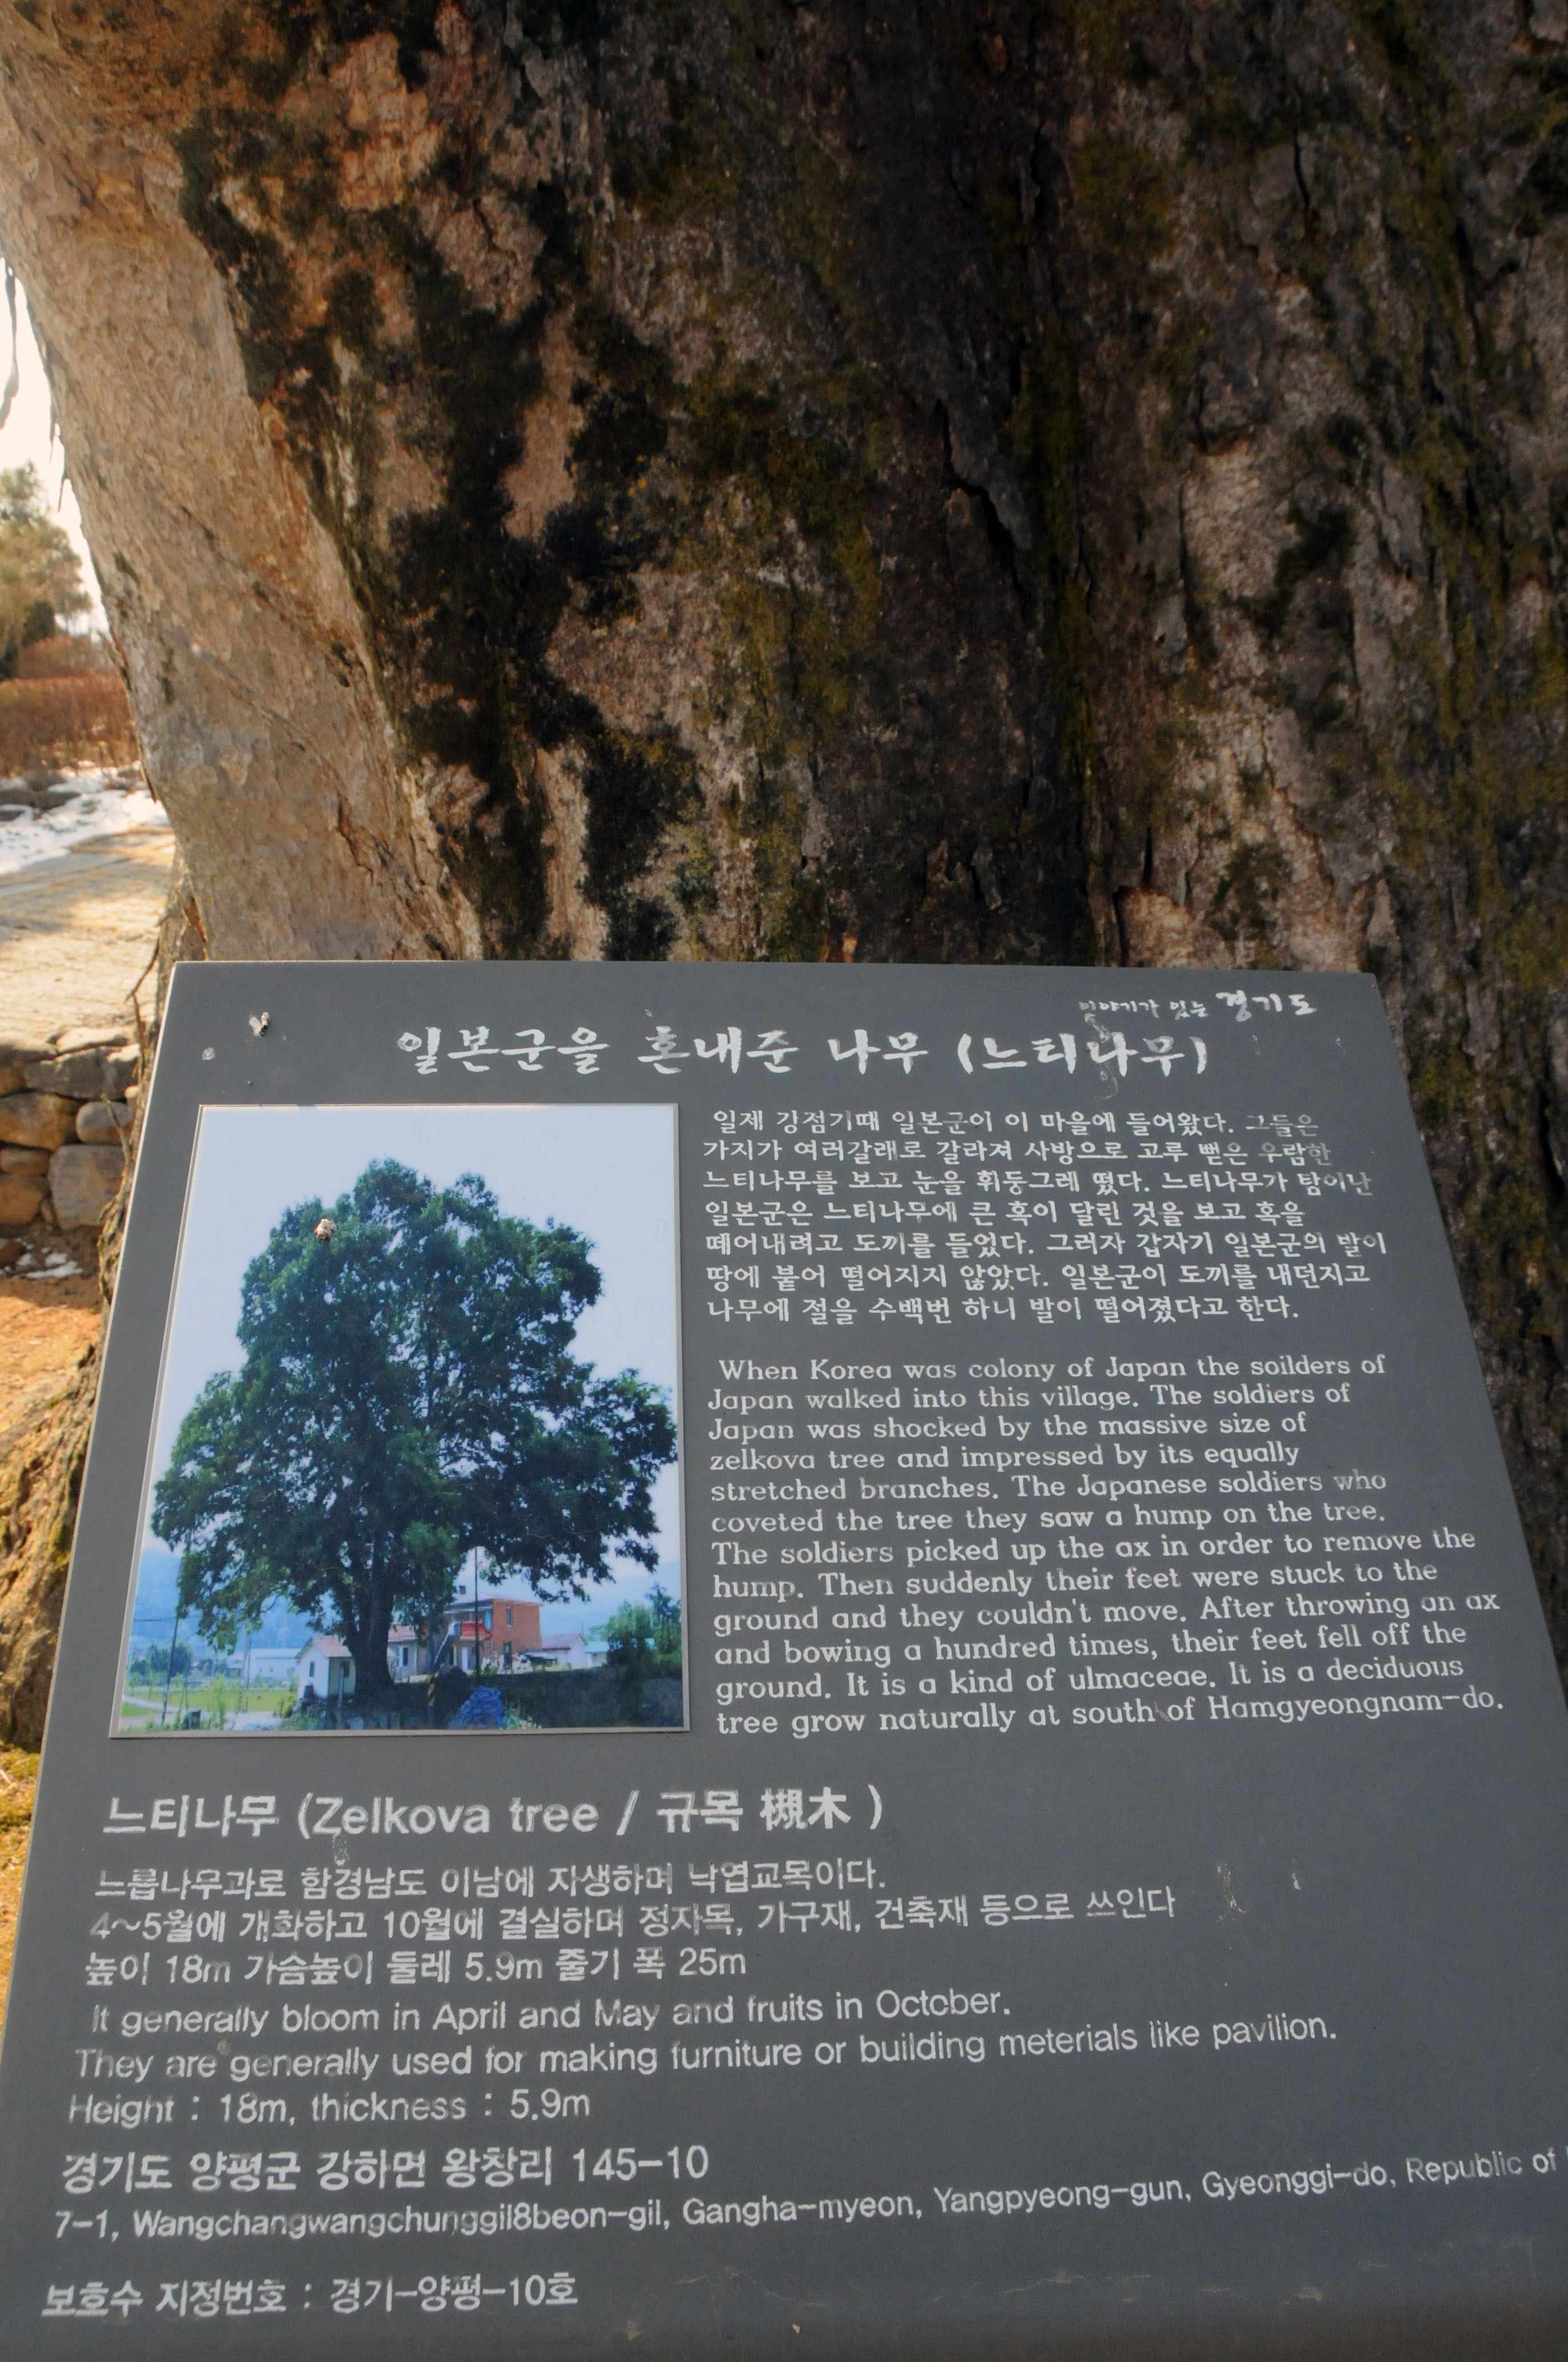 이야기가 있는 경기도
일본군을 혼내준 나무 (느티나무)
일제 강점기때 일본군이 이 마을에 들어왔다. 그들은
가지가 여러갈래로 갈라져 사방으로 고루 뻗은 우람한
느티나무를 보고 눈을 휘둥그레 떴다. 느티나무가 탐이난
일본군은 느티나무에 큰 혹이 달린 것을 보고 혹을
떼어내려고 도끼를 들었다. 그러자 갑자기 일본군의 발이
땅에 붙어 떨어지지 않았다. 일본군이 도끼를 내던지고
나무에 절을 수백번 하니 발이 떨어졌다고 한다.
When Korea was colony of Japan the soilders of
Japan walked into this village. The soldiers of
Japan was shocked by the massive size of
zelkova tree and impressed by its equally
stretched branches. The Japanese soldiers who
coveted the tree they saw a hump on the tree.
The soldiers picked up the ax in order to remove the
hump. Then suddenly their feet were stuck to the
ground and they couldn't move. After throwing an ax
and bowing a hundred times, their feet fell off the
ground. It is a kind of ulmaceae. It is a deciduous
tree grow naturally at south of Hamgyeongnam-do.
느티나무 (Zelkova tree / 규목 槻木 )
느릅나무과로 함경남도 이남에 자생하며 낙엽교목이다.
4~5월에 개화하고 10월에 결실하며 정자목, 가구재, 건축재 등으로 쓰인다
높이 18m 가슴높이 둘레 5.9m 줄기 폭 25m
It generally bloom in April and May and fruits in October.
They are generally used for making furniture or building meterials like pavilion.
Height : 18m, thickness : 5.9m
경기도 양평군 강하면 왕창리 145-10
7-1, Wangchangwangchunggil8beon-gil, Gangha-myeon, Yangpyeong-gun, Gyeonggi-do, Republic of
보호수 지정번호 : 경기-양평-10호